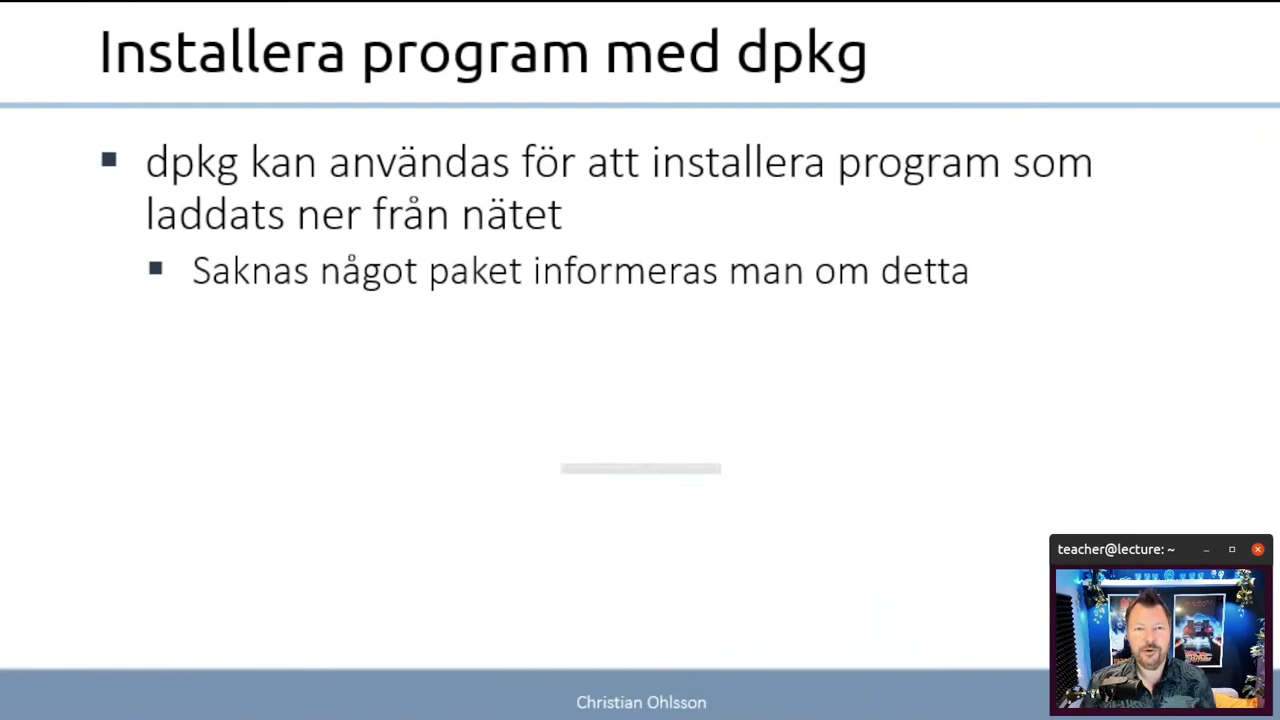 Installera program med dpkg
dpkg kan användas för att installera program som
laddats ner från nätet
Saknas något paket informeras man om detta
teacher@lecture: ~
Christian Ohlsson